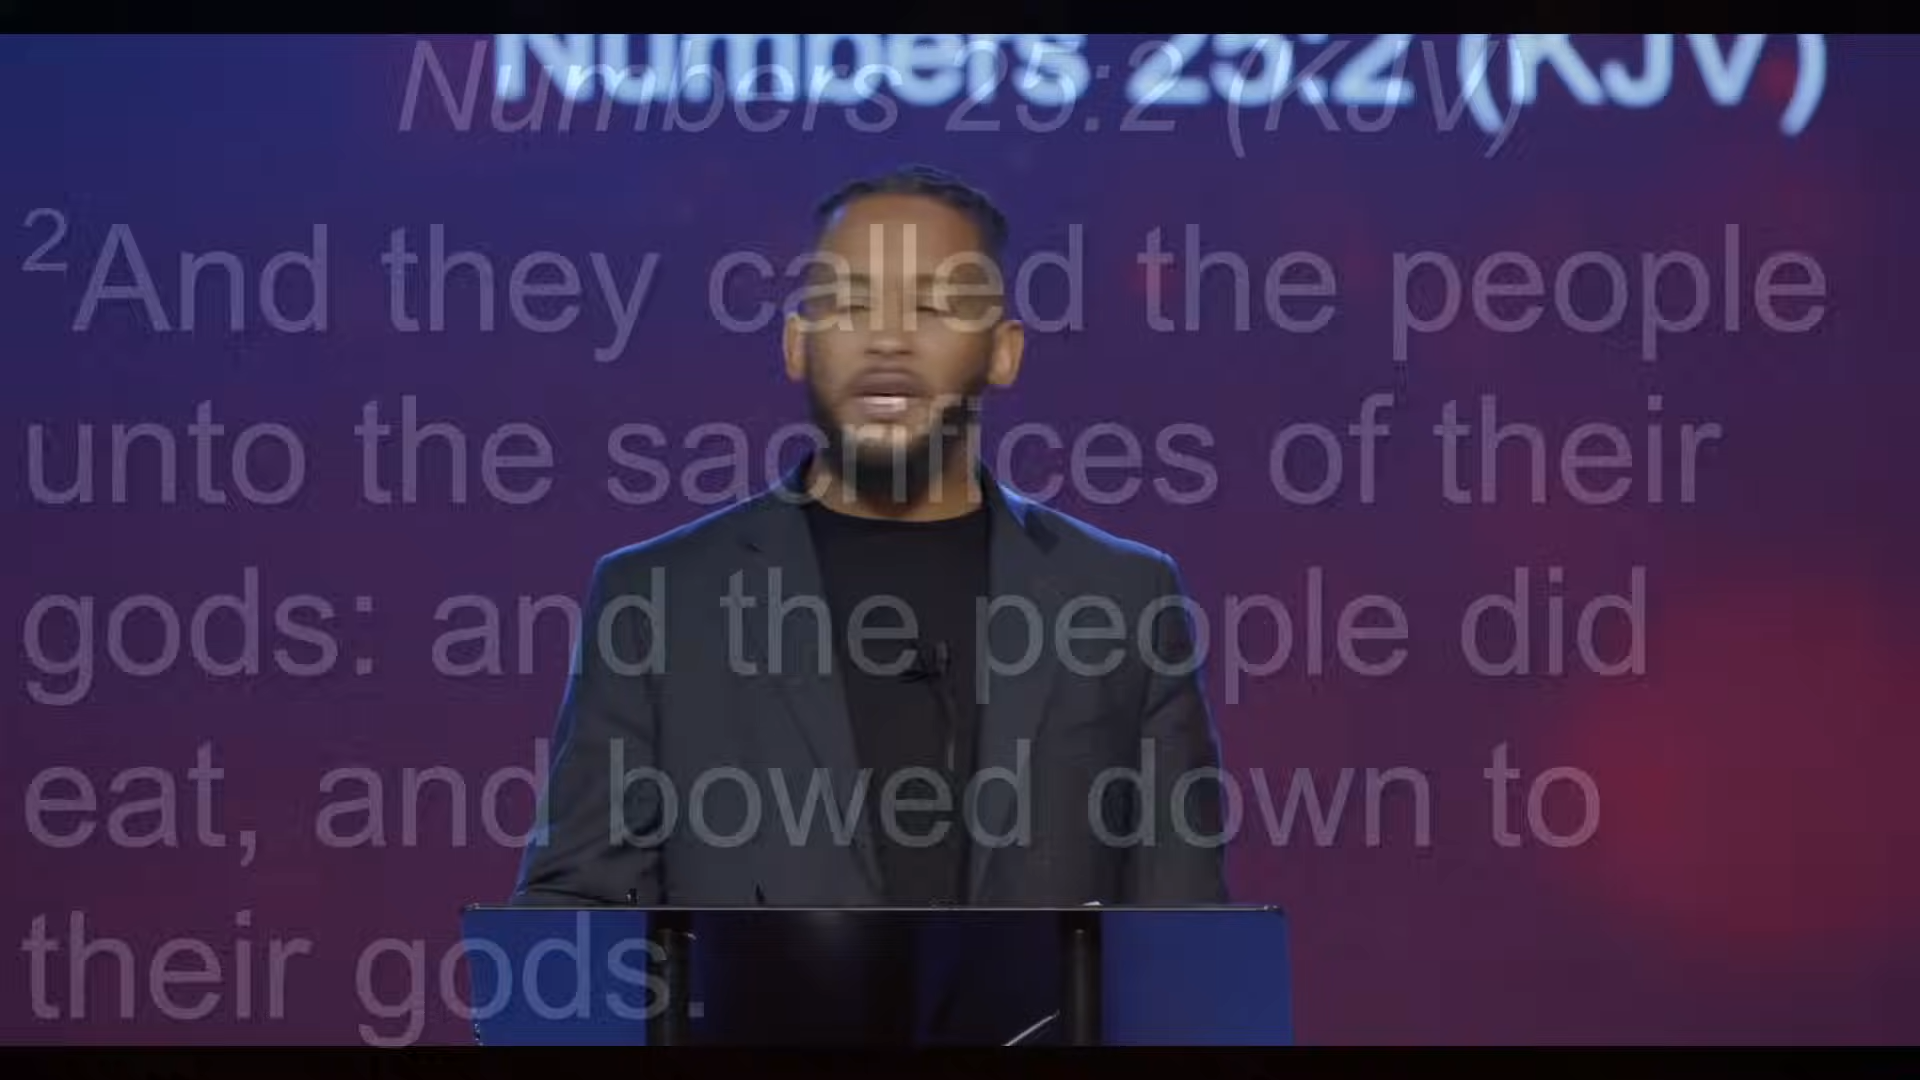 Numbers 25:2 (KJV)
Numbers 25:2 (KJV)
²And they called the people
unto the sacrifices of their
gods: and the people did
eat, and bowed down to
their gods.